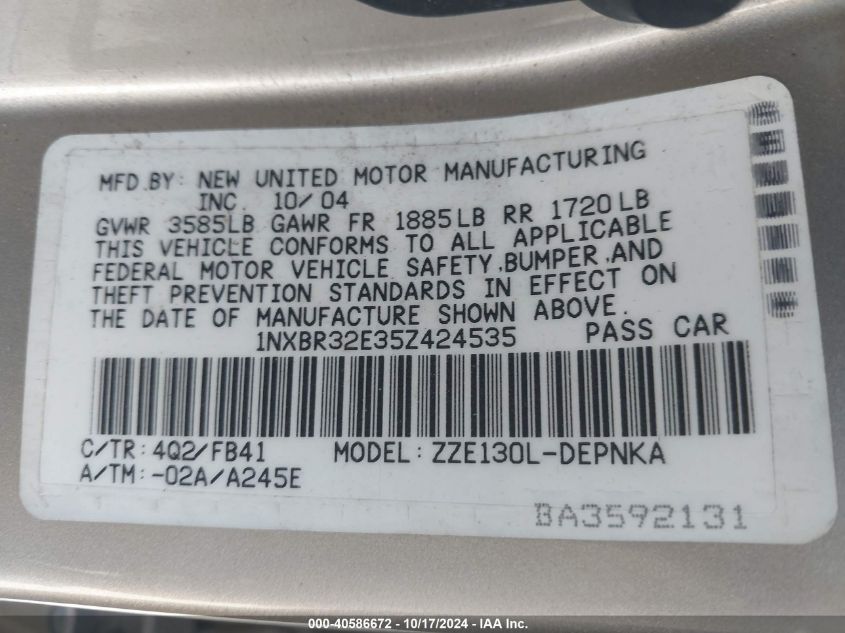 MFD.BY: NEW UNITED MOTOR MANUFACTURING
INC. 10/04
GVWR 3585LB GAWR FR 1885LB RR 1720LB
THIS VEHICLE CONFORMS TO ALL APPLICABLE
FEDERAL MOTOR VEHICLE SAFETY,BUMPER,AND
THEFT PREVENTION STANDARDS IN EFFECT ON
THE DATE OF MANUFACTURE SHOWN ABOVE.
1NXBR32E35Z424535 PASS CAR
C/TR: 4Q2/FB41 MODEL: ZZE130L-DEPNKA
A/TM: -02A/A245E
BA3592131
000-40586672 - 10/17/2024 - IAA Inc.